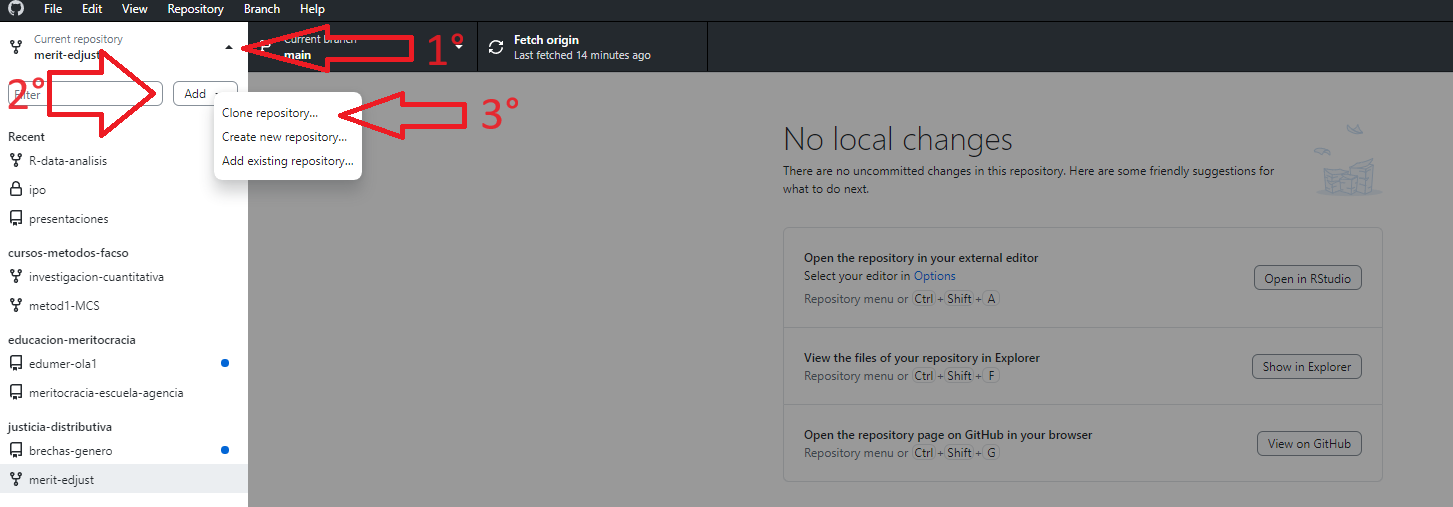 File Edit View Repository Branch Help
Current repository
merit-edjust
Current Branch
main
1°
Fetch origin
Last fetched 14 minutes ago
2°
Filter
Add
Clone repository...
3°
Create new repository...
Add existing repository...
Recent
R-data-analisis
ipo
presentaciones
cursos-metodos-facso
investigacion-cuantitativa
metod1-MCS
educacion-meritocracia
edumer-ola1
meritocracia-escuela-agencia
justicia-distributiva
brechas-genero
merit-edjust
No local changes
There are no uncommitted changes in this repository. Here are some friendly suggestions for
what to do next.
Open the repository in your external editor
Select your editor in Options
Repository menu or Ctrl + Shift + A
Open in RStudio
View the files of your repository in Explorer
Repository menu or Ctrl + Shift + F
Show in Explorer
Open the repository page on GitHub in your browser
Repository menu or Ctrl + Shift + G
View on GitHub